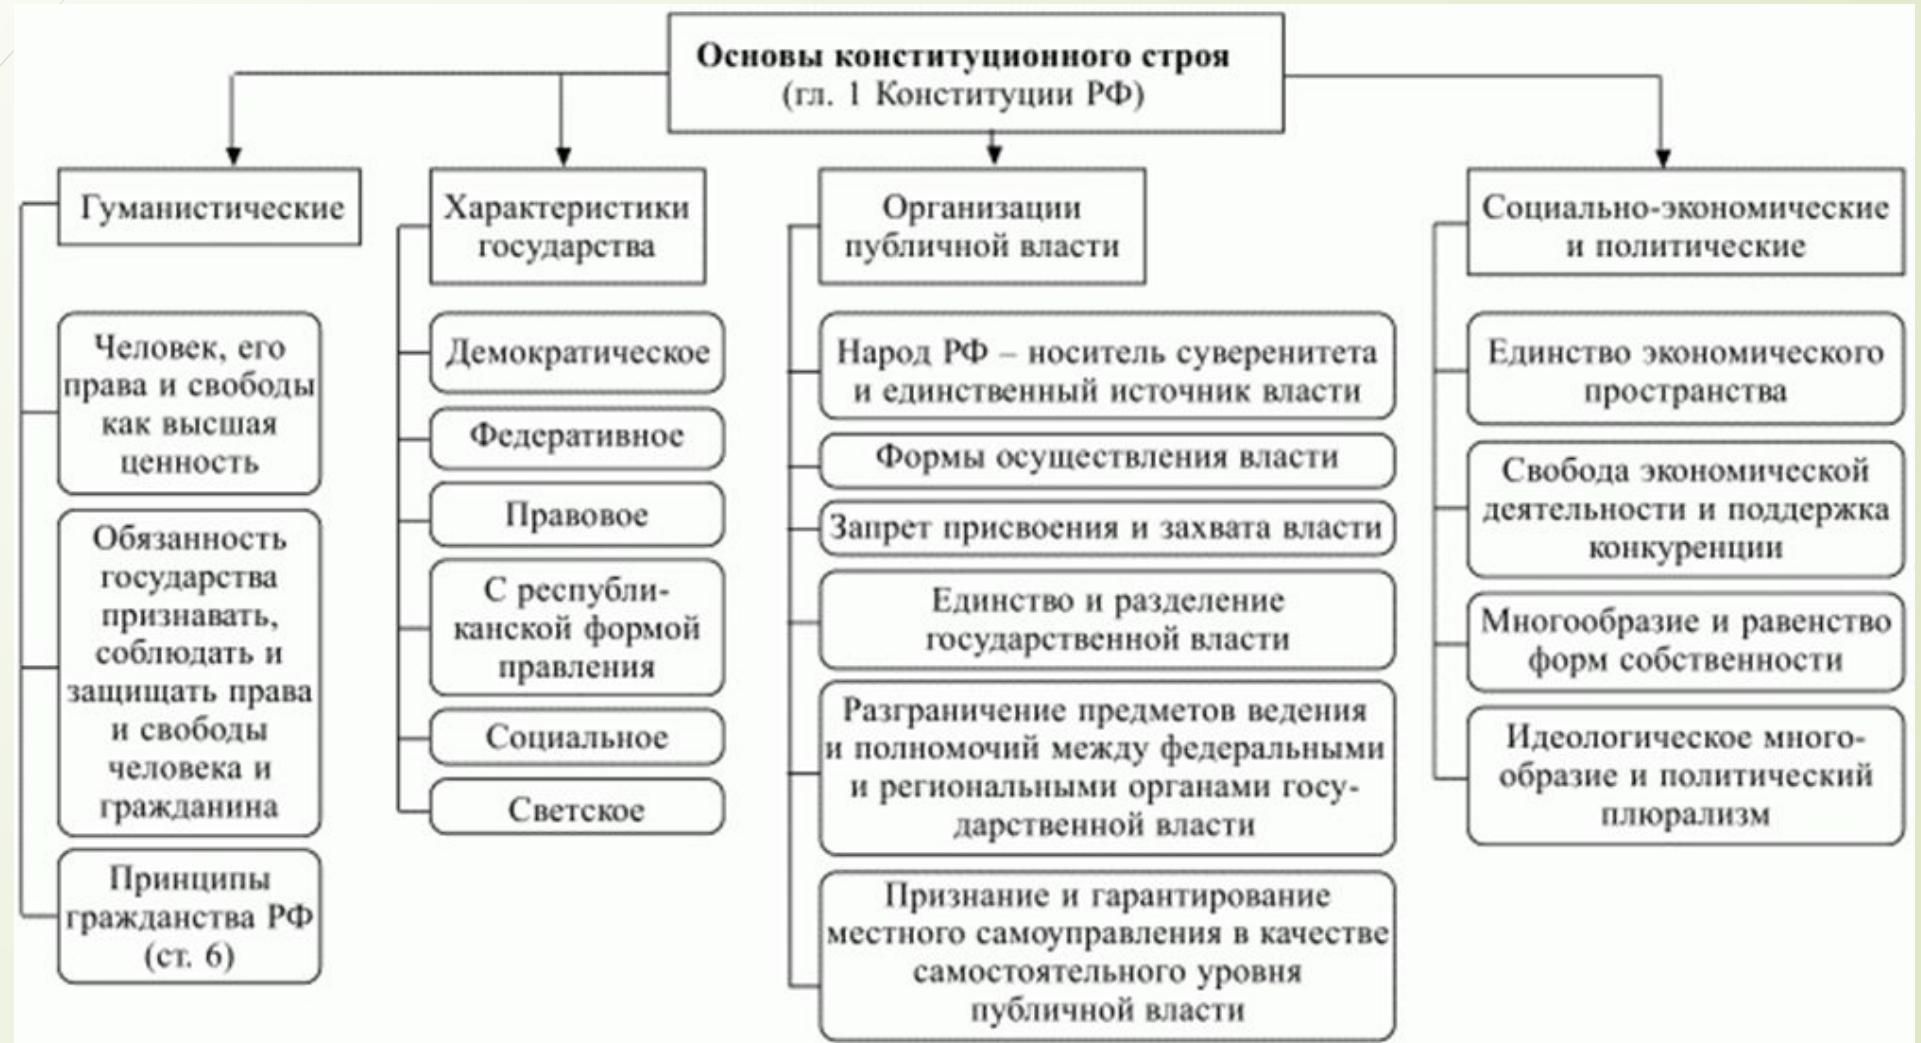 Основы конституционного строя
(гл. 1 Конституции РФ)
Гуманистические
Человек, его
права и свободы
как высшая
ценность
Обязанность
государства
признавать,
соблюдать и
защищать права
и свободы
человека и
гражданина
Принципы
гражданства РФ
(ст. 6)
Характеристики
государства
Демократическое
Федеративное
Правовое
С республи-
канской формой
правления
Социальное
Светское
Организации
публичной власти
Народ РФ – носитель суверенитета
и единственный источник власти
Формы осуществления власти
Запрет присвоения и захвата власти
Единство и разделение
государственной власти
Разграничение предметов ведения
и полномочий между федеральными
и региональными органами госу-
дарственной власти
Признание и гарантирование
местного самоуправления в качестве
самостоятельного уровня
публичной власти
Социально-экономические
и политические
Единство экономического
пространства
Свобода экономической
деятельности и поддержка
конкуренции
Многообразие и равенство
форм собственности
Идеологическое много-
образие и политический
плюрализм